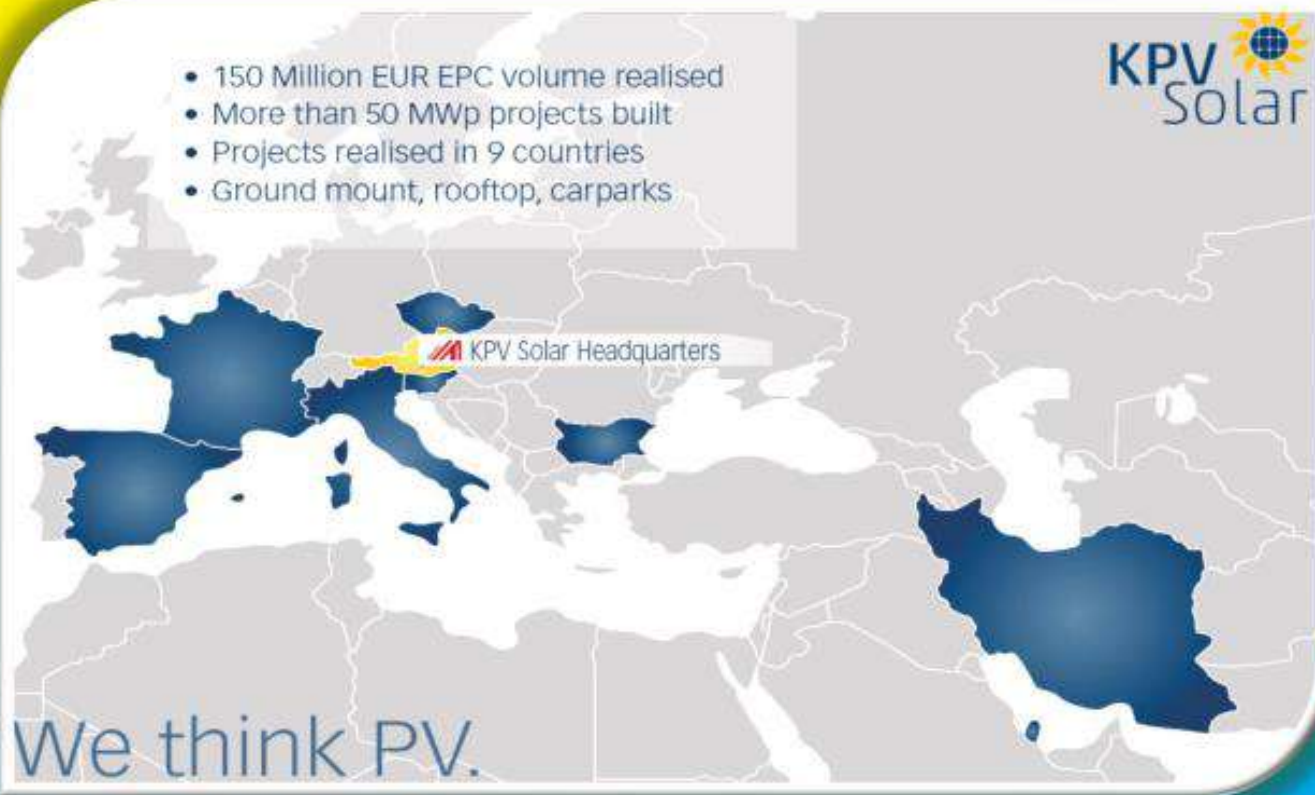 • 150 Million EUR EPC volume realised
• More than 50 MWp projects built
• Projects realised in 9 countries
• Ground mount, rooftop, carparks
KPV
Solar
KPV Solar Headquarters
We think PV.